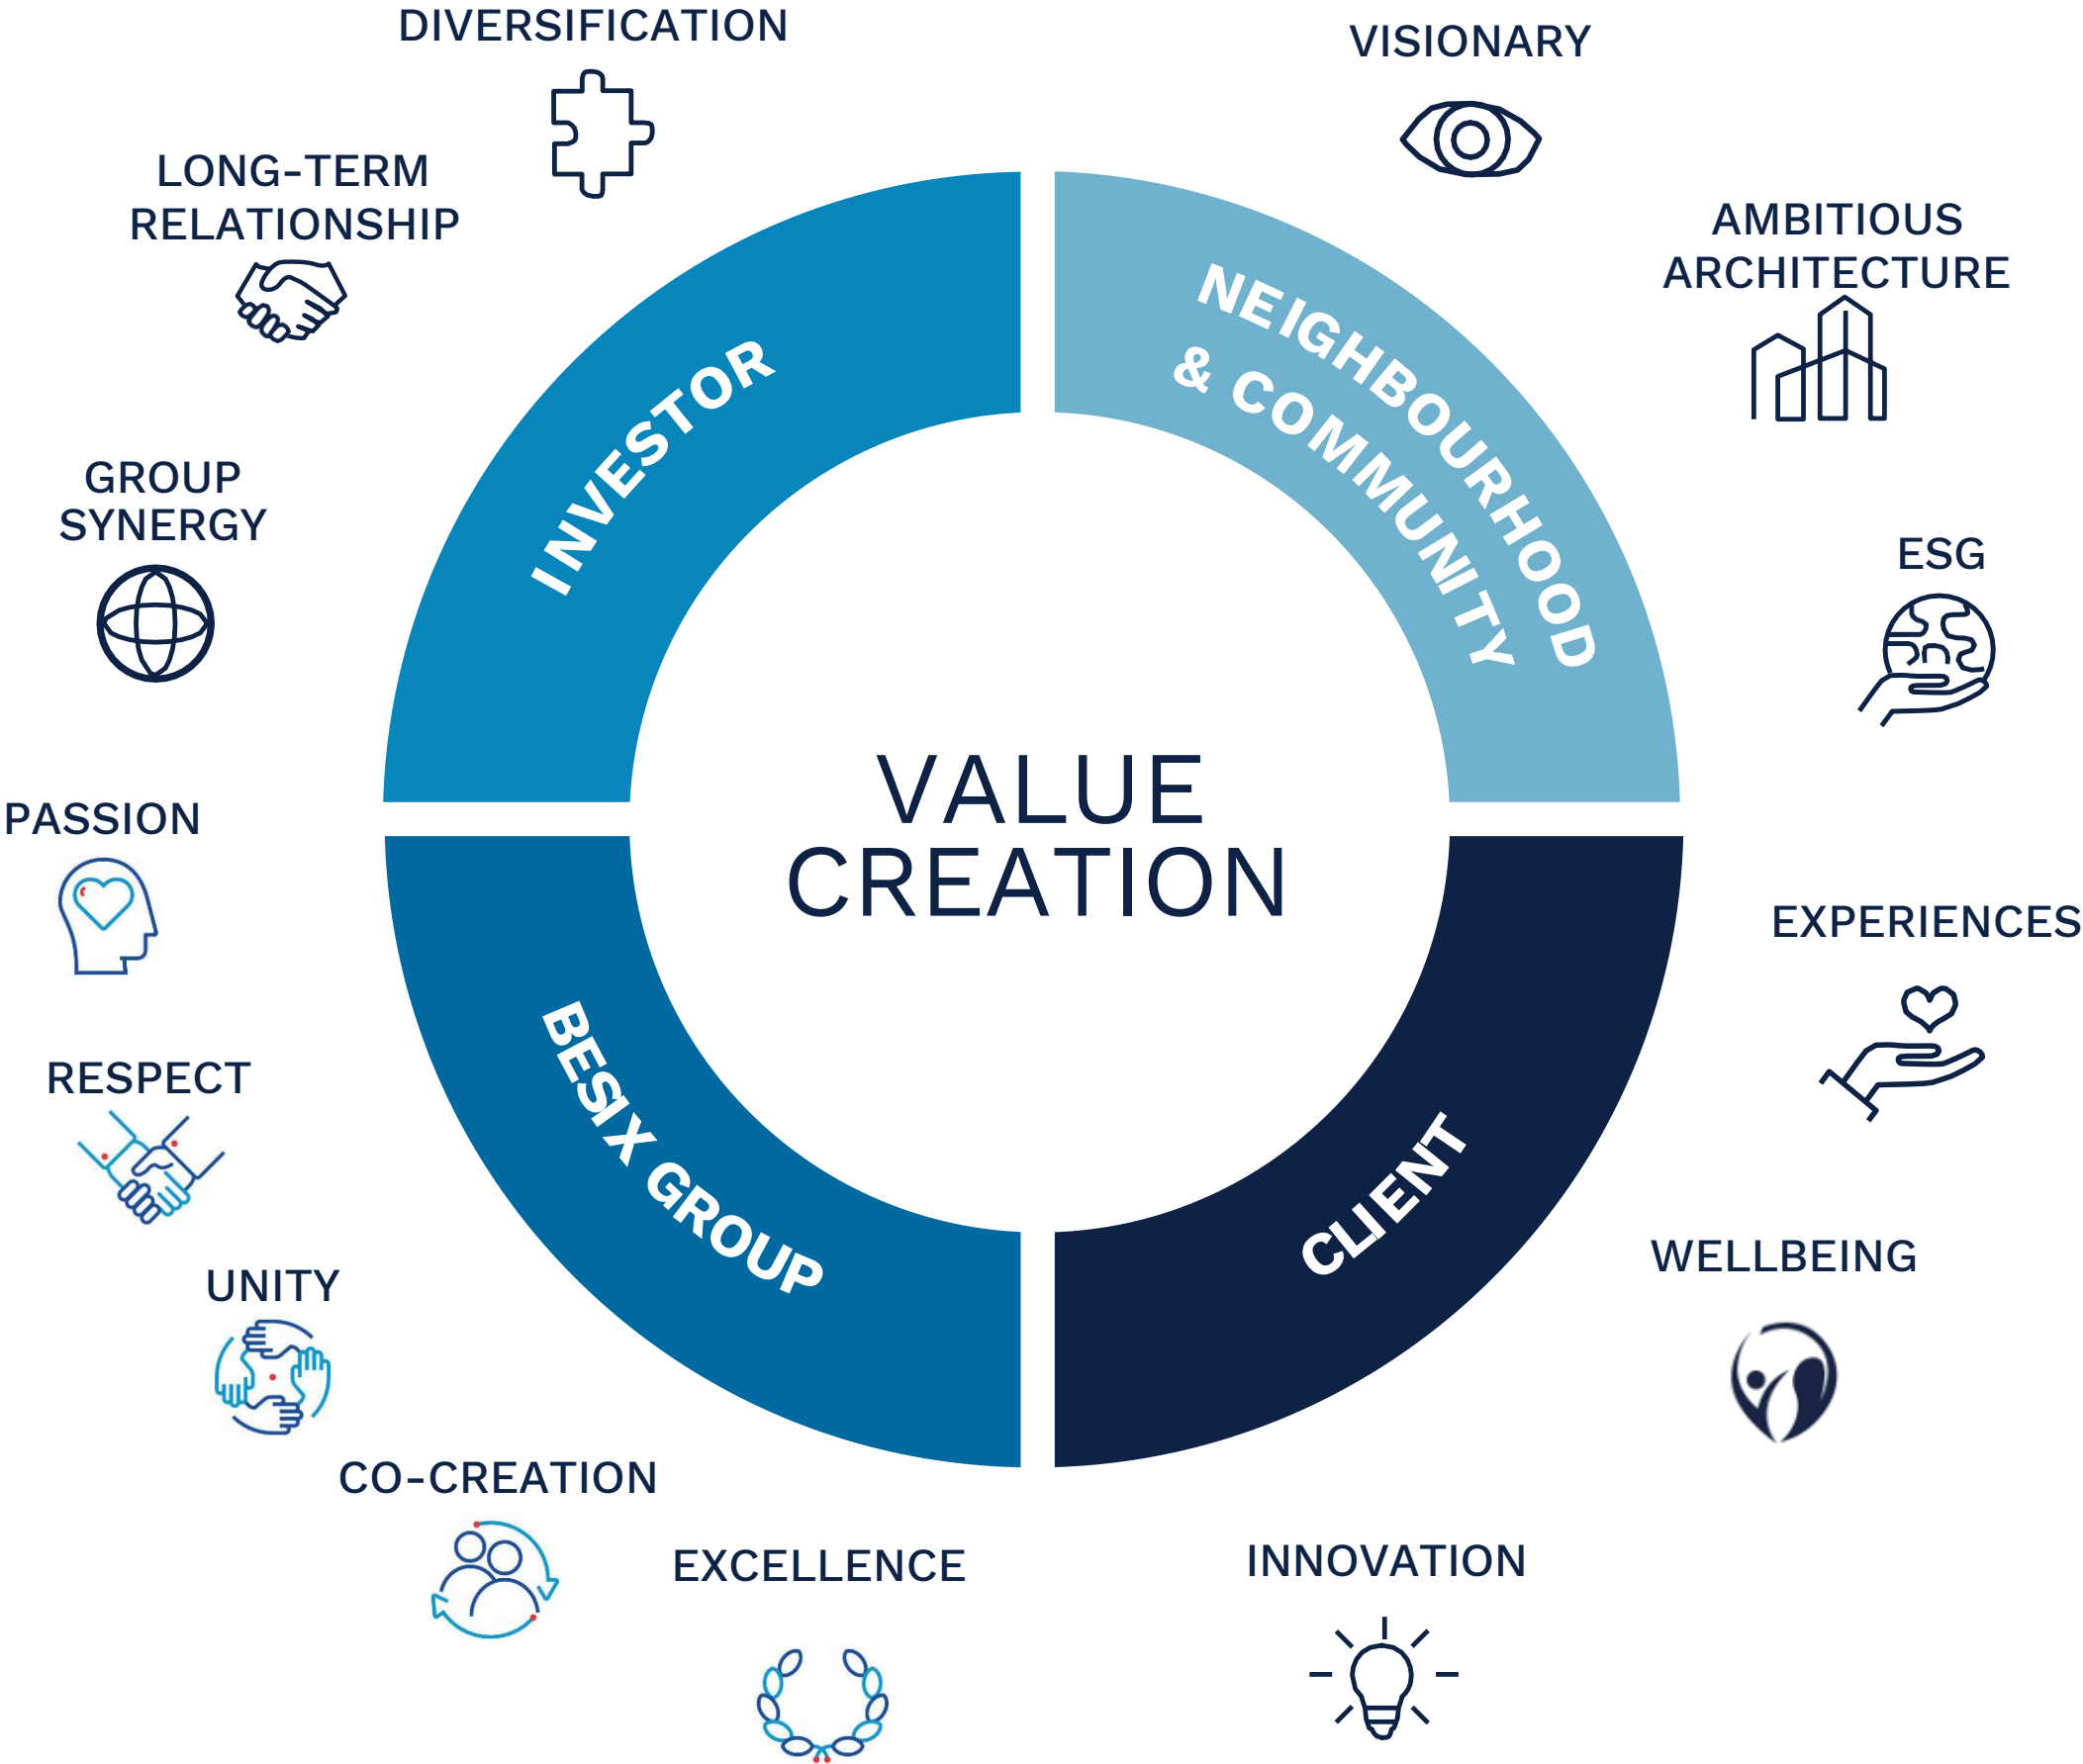 DIVERSIFICATION
VISIONARY
LONG-TERM
RELATIONSHIP
AMBITIOUS
ARCHITECTURE
INVESTOR
NEIGHBOURHOOD
& COMMUNITY
GROUP
SYNERGY
ESG
VALUE
CREATION
PASSION
EXPERIENCES
BESIX GROUP
CLIENT
RESPECT
WELLBEING
UNITY
CO-CREATION
EXCELLENCE
INNOVATION